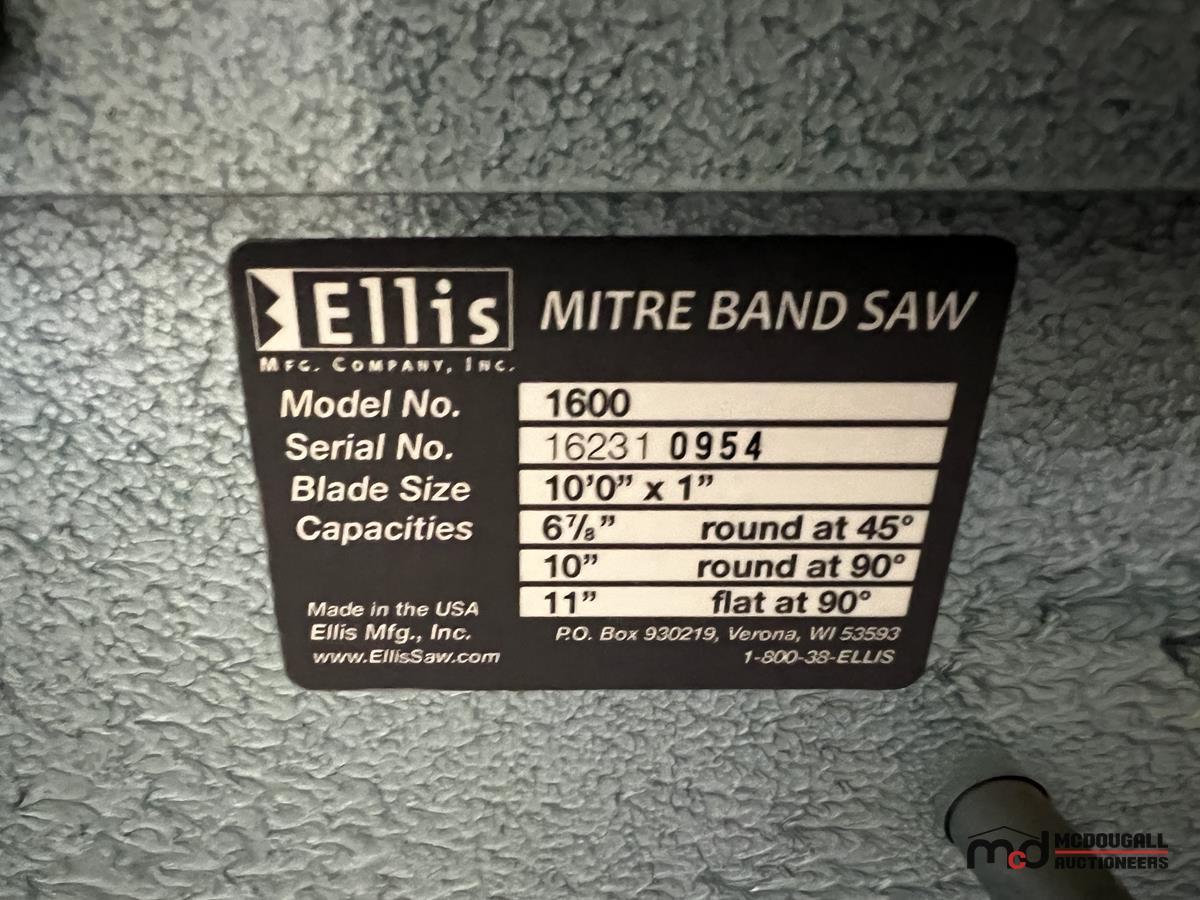 Ellis MITRE BAND SAW
MFG. COMPANY, INC.
Model No. 1600
Serial No. 16231 0954
Blade Size 10'0" x 1"
Capacities 6⅞" round at 45°
10" round at 90°
11" flat at 90°
Made in the USA
Ellis Mfg., Inc. P.O. Box 930219, Verona, WI 53593
www.EllisSaw.com 1-800-38-ELLIS
mcd MCDOUGALL
AUCTIONEERS